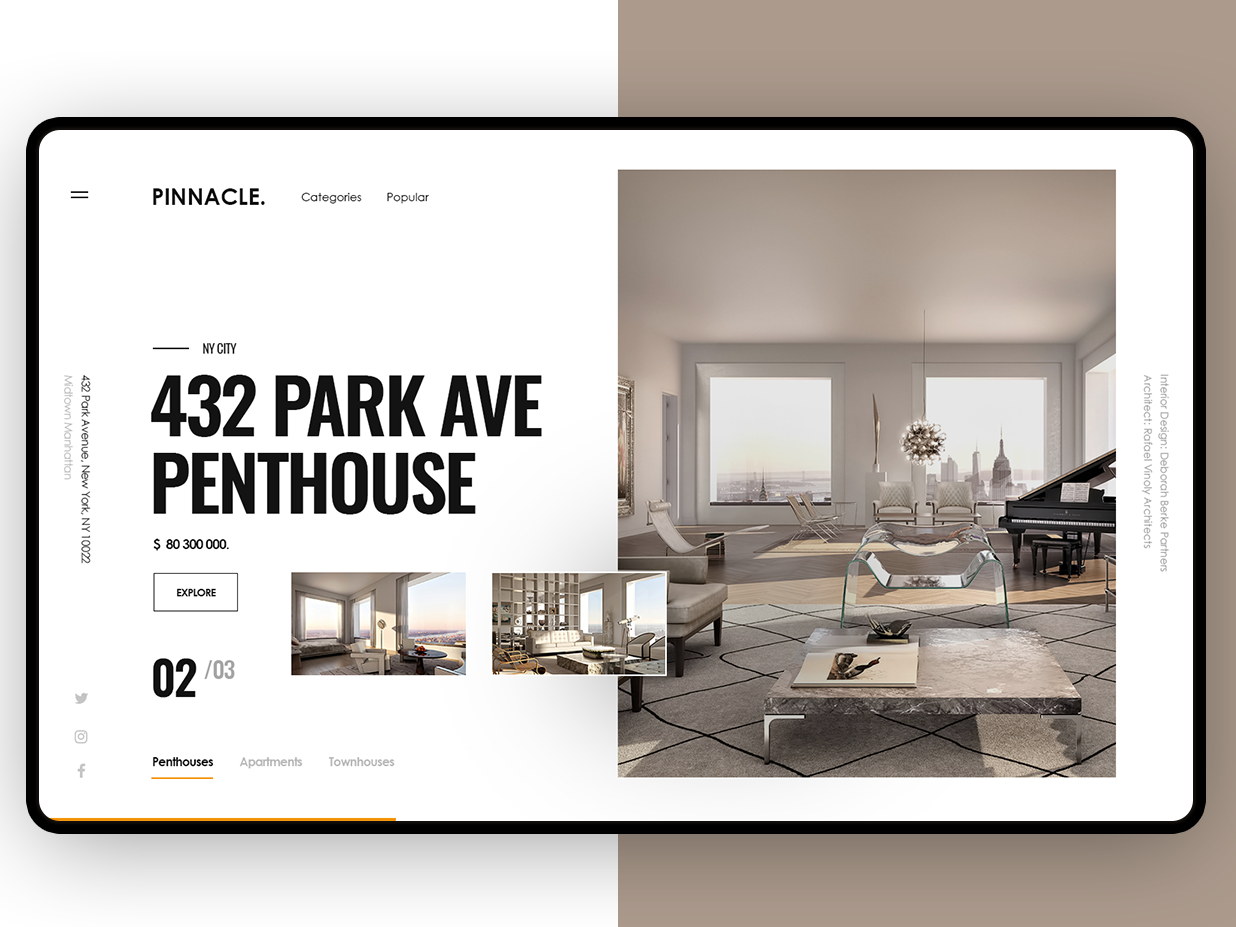 PINNACLE.
Categories
Popular
NY CITY
432 PARK AVE
PENTHOUSE
$ 80 300 000.
EXPLORE
02 /03
Penthouses
Apartments
Townhouses
432 Park Avenue, New York, NY 10022
Midtown Manhattan
Interior Design: Deborah Berke Partners
Architect: Rafael Vinoly Architects